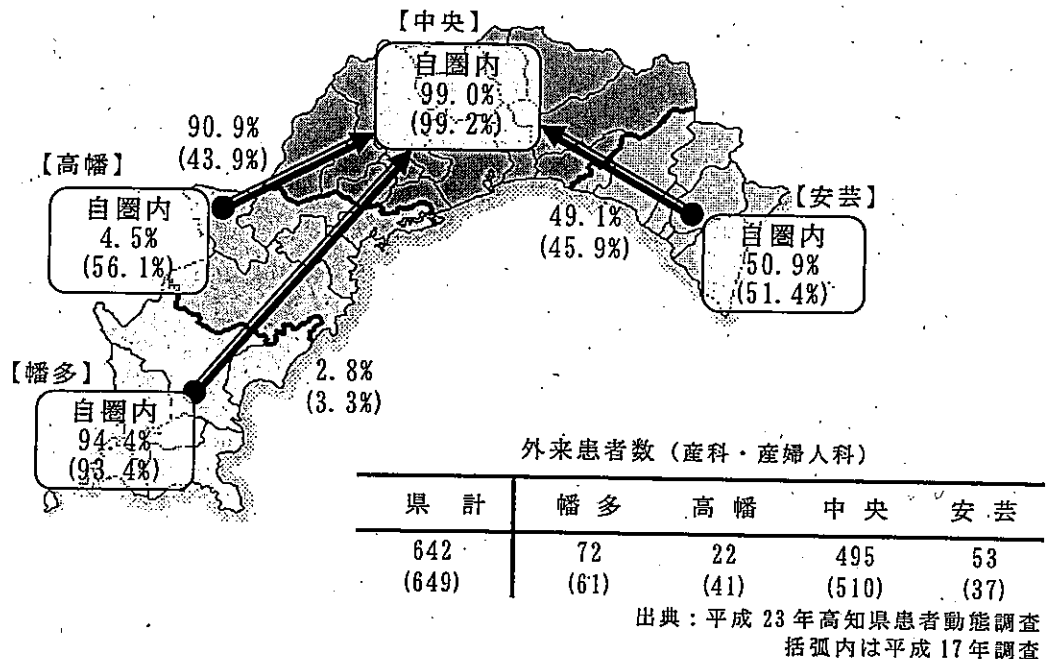 【中央】
自圏内
99.0%
(99.2%)
90.9%
(43.9%)
【高幡】
自圏内
4.5%
(56.1%)
49.1%
(45.9%)
【安芸】
自圏内
50.9%
(51.4%)
【幡多】
自圏内
94.4%
(93.4%)
2.8%
(3.3%)
外来患者数（産科・産婦人科）
県計 幡多 高幡 中央 安芸
642 72 22 495 53
(649) (61) (41) (510) (37)
出典：平成23年高知県患者動態調査
括弧内は平成17年調査